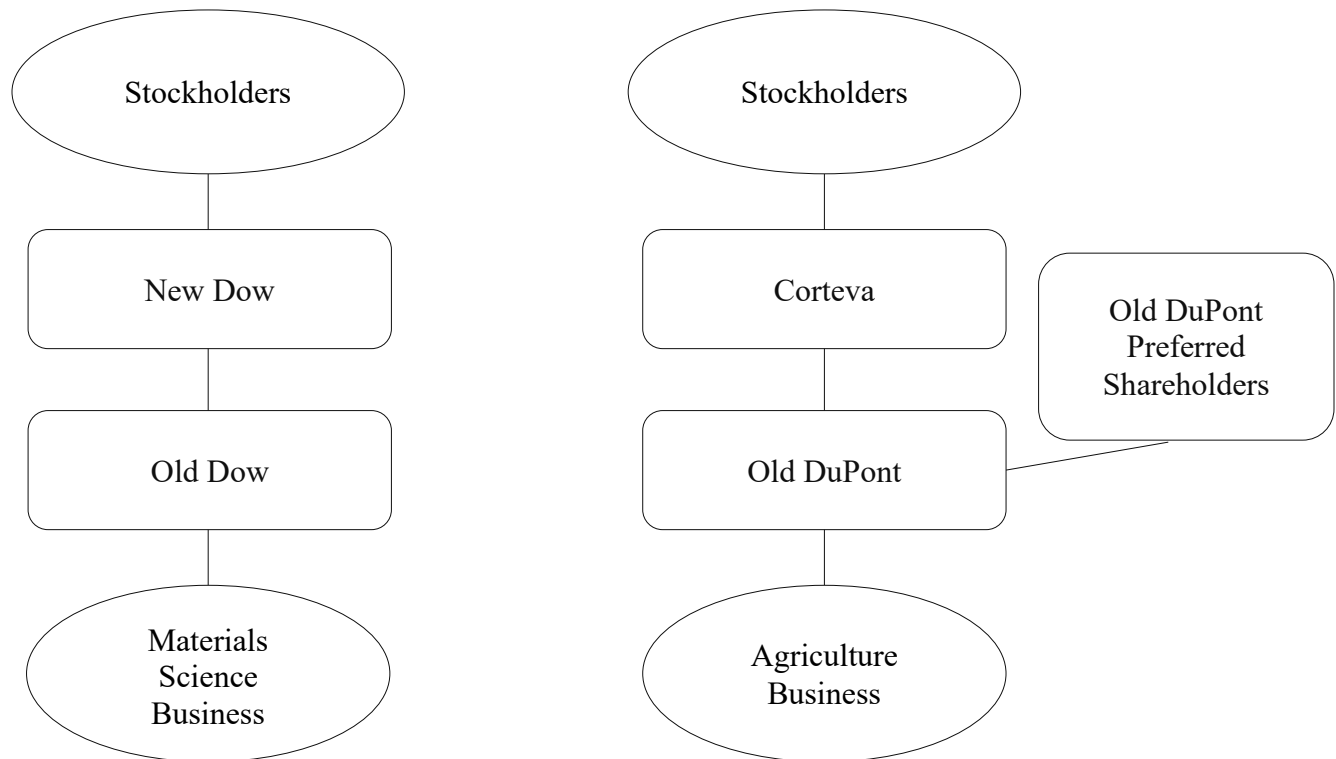 Stockholders
New Dow
Old Dow
Materials
Science
Business
Stockholders
Corteva
Old DuPont
Agriculture
Business
Old DuPont
Preferred
Shareholders